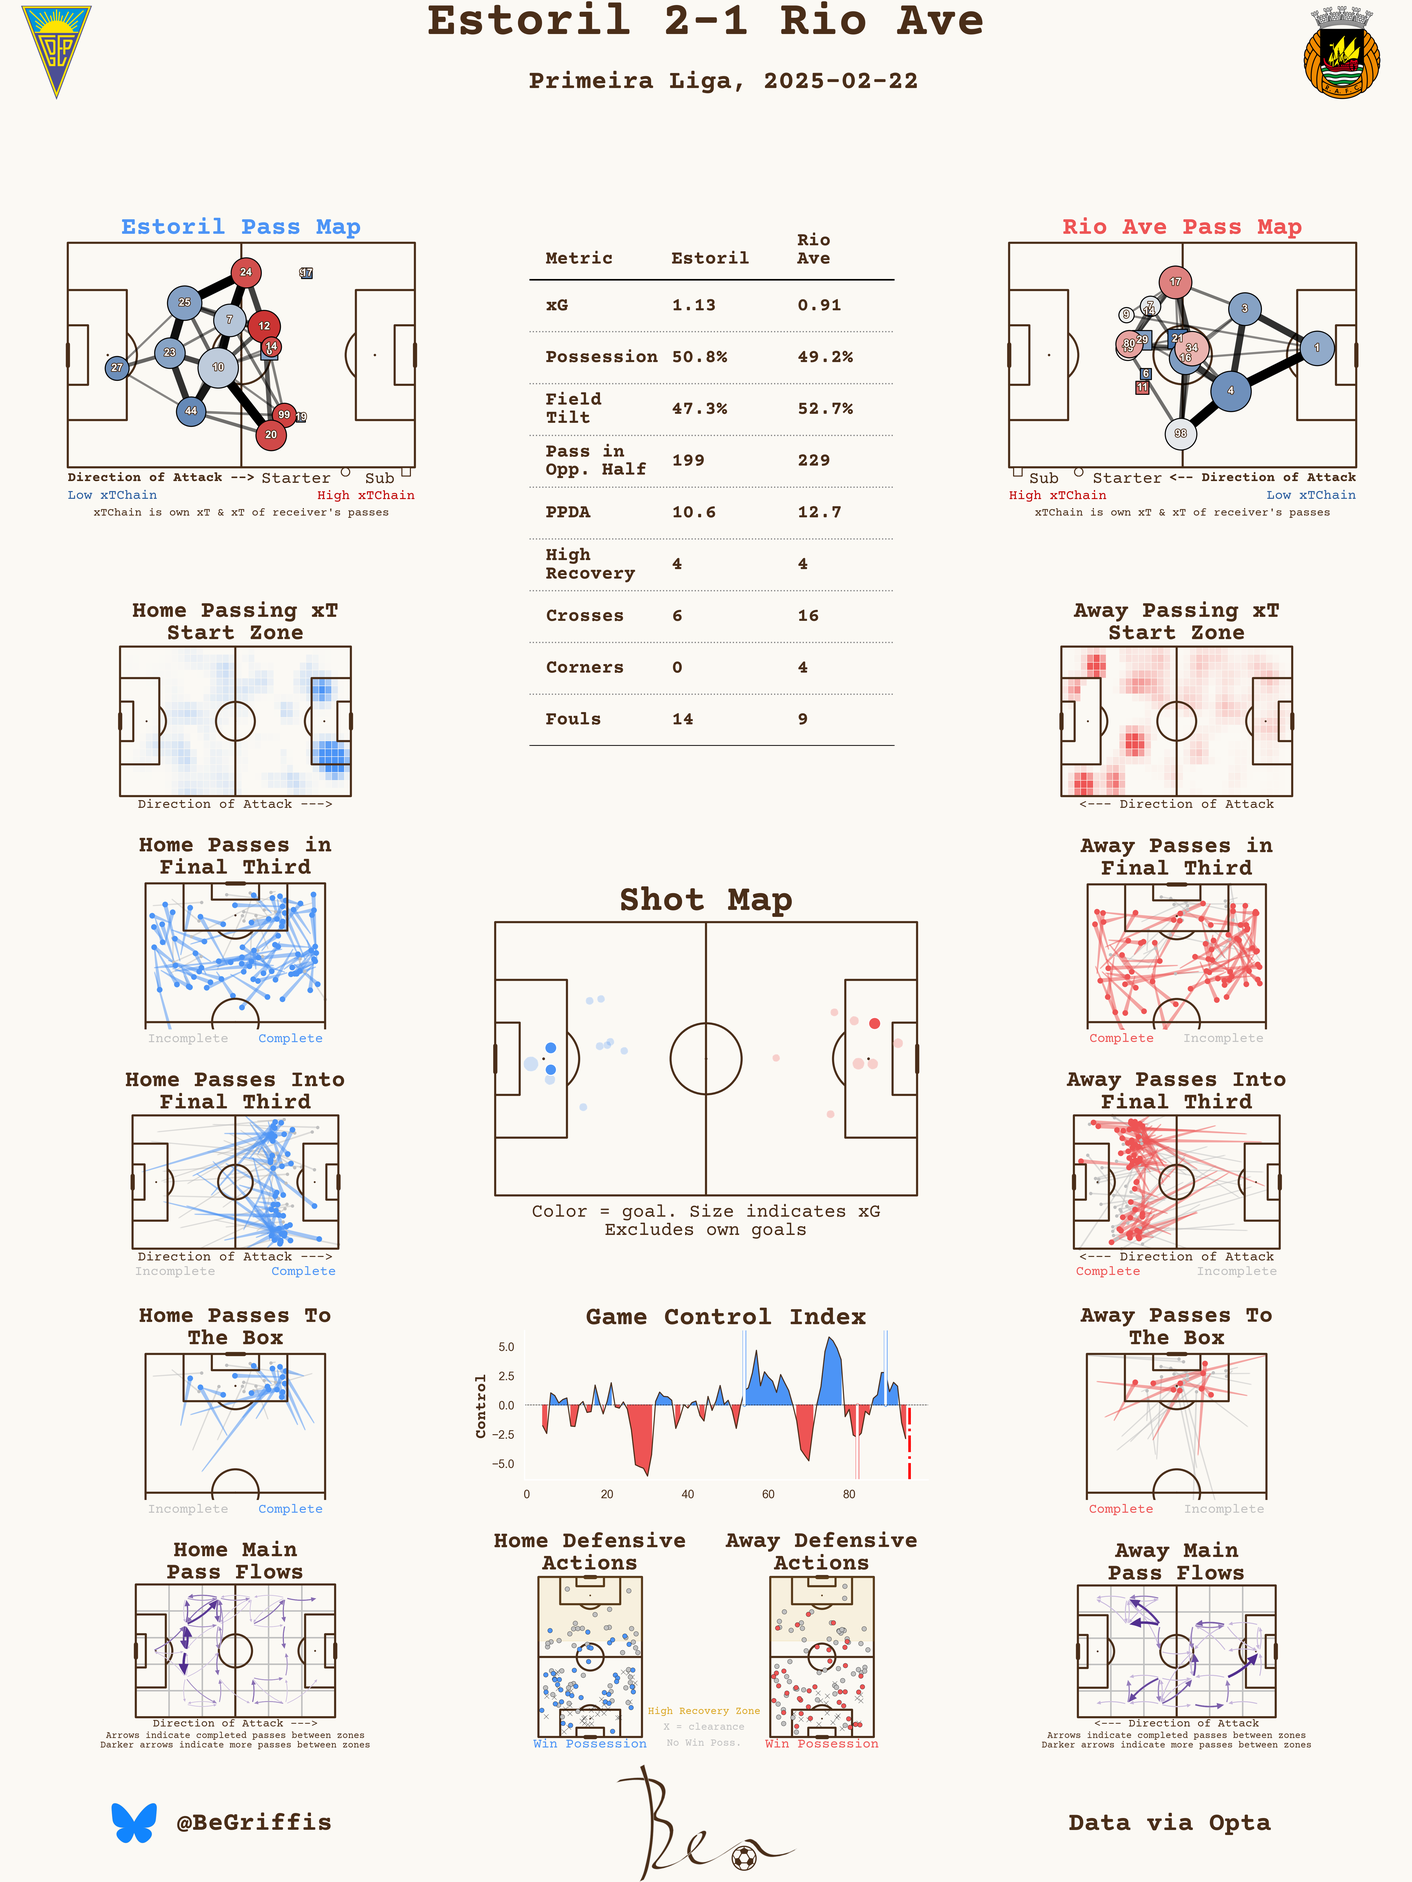 Estoril 2-1 Rio Ave
Primeira Liga, 2025-02-22
Estoril Pass Map
24
17
25
7
12
14
23
27
10
44
99
19
20
Direction of Attack --> Starter Sub
Low xTChain High xTChain
xTChain is own xT & xT of receiver's passes
Metric Estoril Rio Ave
xG 1.13 0.91
Possession 50.8% 49.2%
Field Tilt 47.3% 52.7%
Pass in Opp. Half 199 229
PPDA 10.6 12.7
High Recovery 4 4
Crosses 6 16
Corners 0 4
Fouls 14 9
Rio Ave Pass Map
17
7
14
9
3
80
29
21
34
16
1
6
11
4
98
Sub Starter <-- Direction of Attack
High xTChain Low xTChain
xTChain is own xT & xT of receiver's passes
Home Passing xT
Start Zone
Direction of Attack --->
Away Passing xT
Start Zone
<--- Direction of Attack
Home Passes in
Final Third
Incomplete Complete
Away Passes in
Final Third
Complete Incomplete
Shot Map
Color = goal. Size indicates xG
Excludes own goals
Home Passes Into
Final Third
Direction of Attack --->
Incomplete Complete
Away Passes Into
Final Third
<--- Direction of Attack
Complete Incomplete
Home Passes To
The Box
Incomplete Complete
Game Control Index
Control
5.0
2.5
0.0
−2.5
−5.0
0 20 40 60 80
Away Passes To
The Box
Complete Incomplete
Home Main
Pass Flows
Direction of Attack --->
Arrows indicate completed passes between zones
Darker arrows indicate more passes between zones
Home Defensive
Actions
Win Possession
Away Defensive
Actions
Win Possession
High Recovery Zone
X = clearance
No Win Poss.
Away Main
Pass Flows
<--- Direction of Attack
Arrows indicate completed passes between zones
Darker arrows indicate more passes between zones
@BeGriffis
Ben
Data via Opta